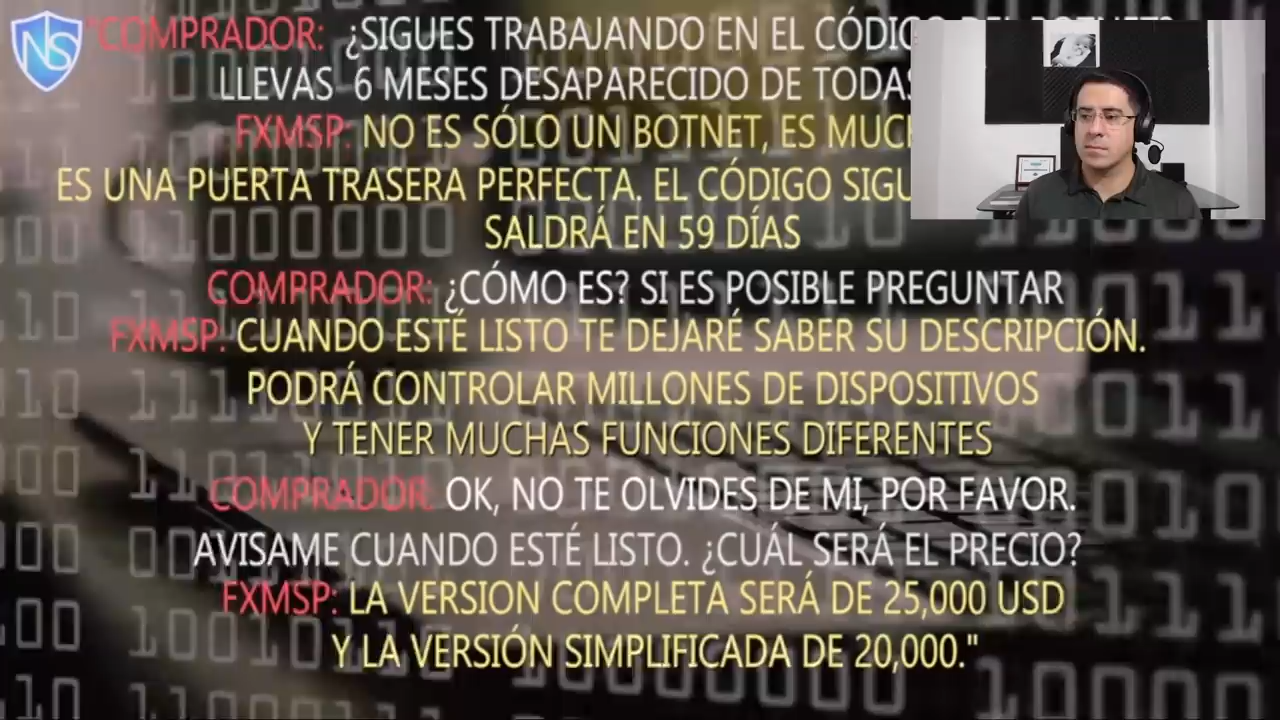 NS
"COMPRADOR: ¿SIGUES TRABAJANDO EN EL
LLEVAS 6 MESES DESAPARECIDO DE TODAS
FXMSP: NO ES SÓLO UN BOTNET, ES
ES UNA PUERTA TRASERA PERFECTA. EL CÓDIGO
SALDRÁ EN 59 DÍAS
COMPRADOR: ¿CÓMO ES? SI ES POSIBLE PREGUNTAR
FXMSP: CUANDO ESTÉ LISTO TE DEJARÉ SABER SU DESCRIPCIÓN.
PODRÁ CONTROLAR MILLONES DE DISPOSITIVOS
Y TENER MUCHAS FUNCIONES DIFERENTES
COMPRADOR: OK, NO TE OLVIDES DE MI, POR FAVOR.
AVISAME CUANDO ESTÉ LISTO. ¿CUÁL SERÁ EL PRECIO?
FXMSP: LA VERSION COMPLETA SERÁ DE 25,000 USD
Y LA VERSIÓN SIMPLIFICADA DE 20,000."